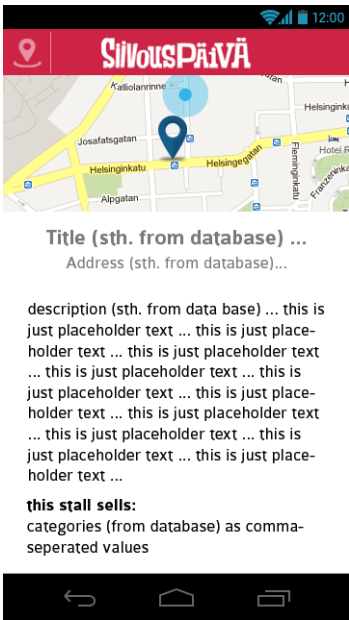 12:00
SiivousPäivä
Kalliolanrinne
Helsinku
Josafatsgatan
Helsinginkatu
Helsingegatan
Flemingінkatu
Hotel R
Franzeninka
Alpgatan
Title (sth. from database) ...
Address (sth. from database)...
description (sth. from data base) ... this is
just placeholder text ... this is just place-
holder text ... this is just placeholder text
... this is just placeholder text ... this is
just placeholder text ... this is just place-
holder text ... this is just placeholder text
... this is just placeholder text ... this is
just placeholder text ... this is just place-
holder text ...
this stall sells:
categories (from database) as comma-
seperated values